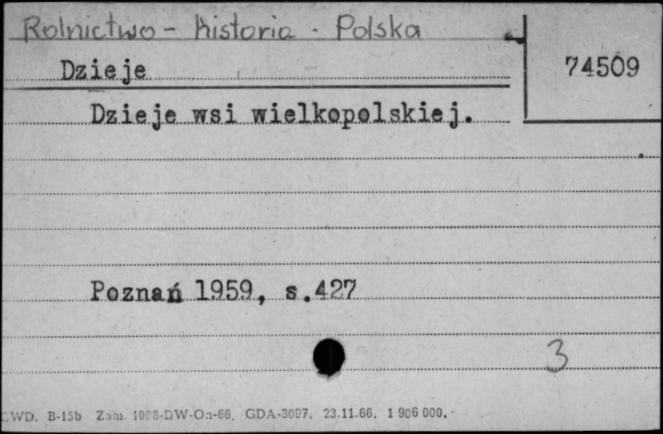 Rolnictwo - historia - Polska
74509
Dzieje
Dzieje wsi wielkopolskiej.
Poznań 1959, s.427
3
CWD. B-15b Zam. 1008-DW-On-66, GDA-3097, 23.11.66. 1 906 000.